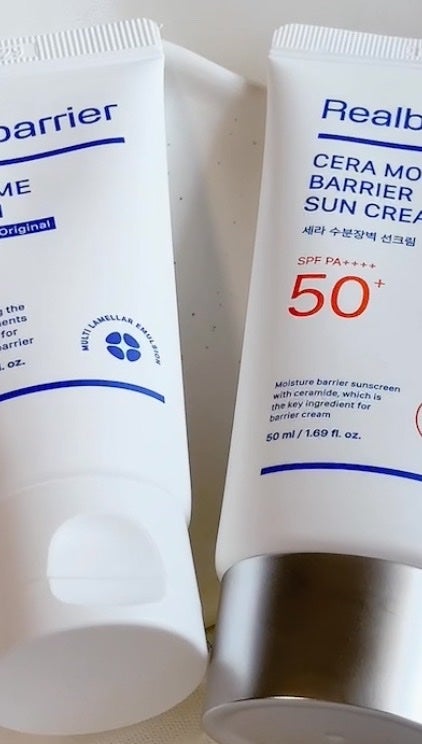 barrier
ME
Original
g the
ents
for
barrier
l. oz.
MULTI LAMELLAR EMULSION
Realb
CERA MO
BARRIER
SUN CREA
세라 수분장벽 선크림
SPF PA++++
50+
Moisture barrier sunscreen
with ceramide, which is
the key ingredient for
barrier cream
50 ml / 1.69 fl. oz.